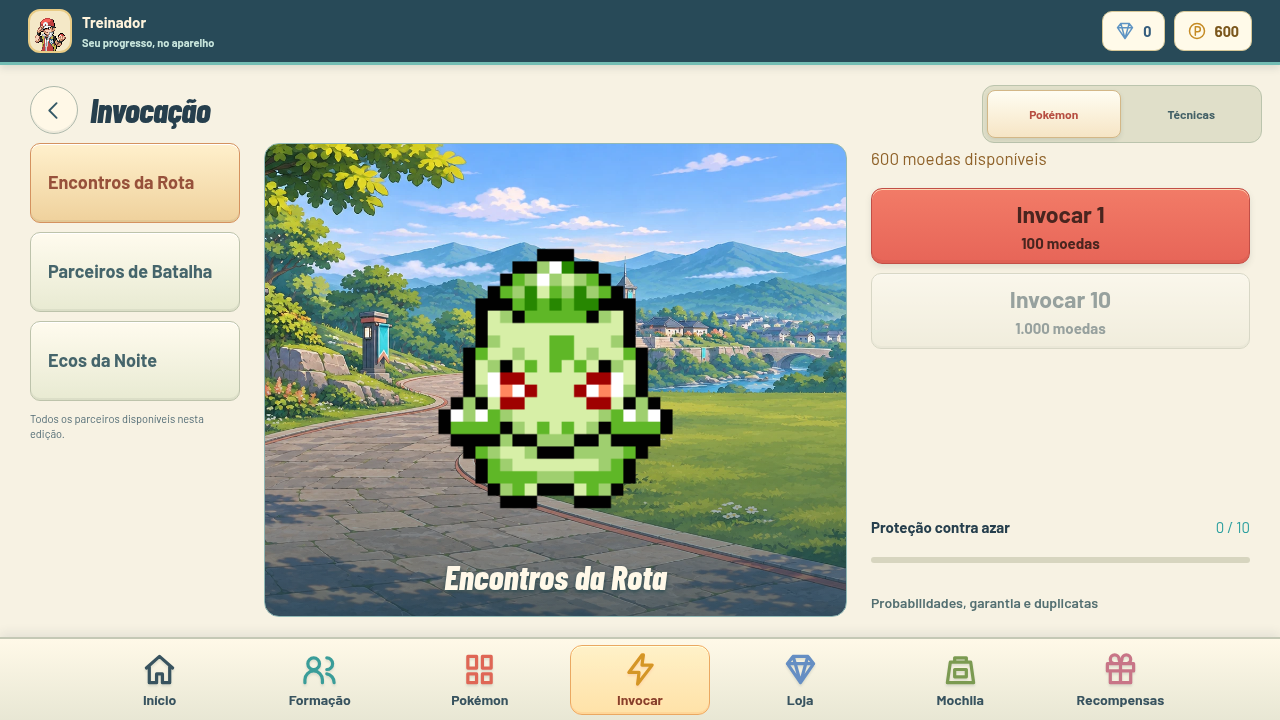 Treinador
Seu progresso, no aparelho
0
600
Invocação
Pokémon
Técnicas
Encontros da Rota
Parceiros de Batalha
Ecos da Noite
Todos os parceiros disponíveis nesta
edição.
Encontros da Rota
600 moedas disponíveis
Invocar 1
100 moedas
Invocar 10
1.000 moedas
Proteção contra azar
0 / 10
Probabilidades, garantia e duplicatas
Início
Formação
Pokémon
Invocar
Loja
Mochila
Recompensas